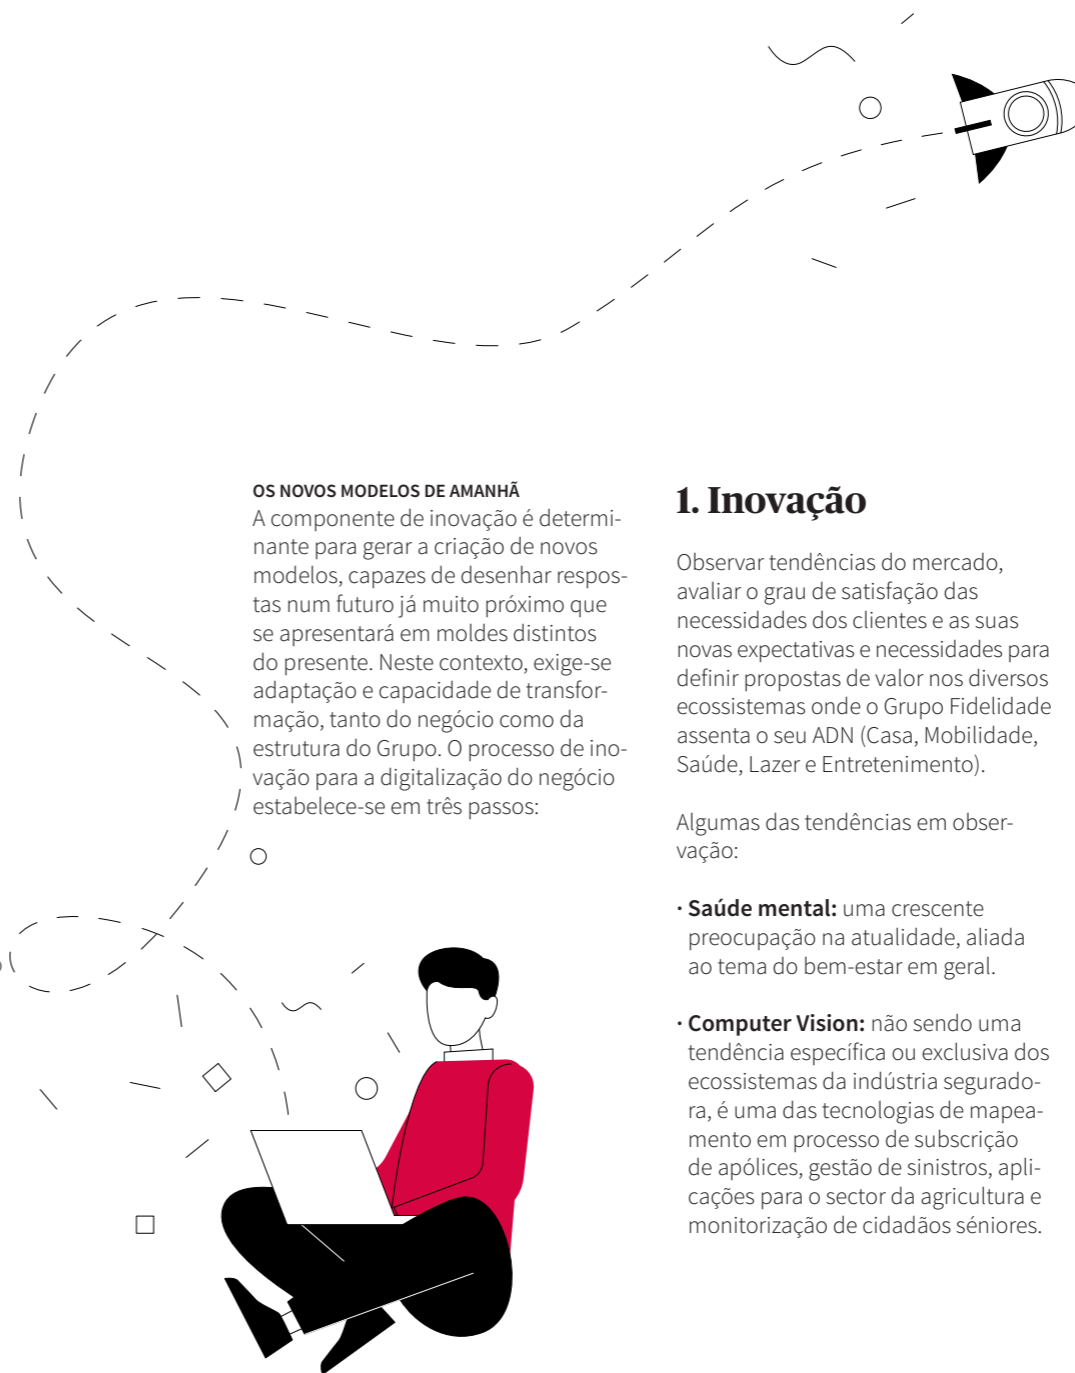 OS NOVOS MODELOS DE AMANHÃ
A componente de inovação é determi-
nante para gerar a criação de novos
modelos, capazes de desenhar respos-
tas num futuro já muito próximo que
se apresentará em moldes distintos
do presente. Neste contexto, exige-se
adaptação e capacidade de transfor-
mação, tanto do negócio como da
estrutura do Grupo. O processo de ino-
vação para a digitalização do negócio
estabelece-se em três passos:
1. Inovação
Observar tendências do mercado,
avaliar o grau de satisfação das
necessidades dos clientes e as suas
novas expectativas e necessidades para
definir propostas de valor nos diversos
ecossistemas onde o Grupo Fidelidade
assenta o seu ADN (Casa, Mobilidade,
Saúde, Lazer e Entretenimento).
Algumas das tendências em obser-
vação:
· Saúde mental: uma crescente
preocupação na atualidade, aliada
ao tema do bem-estar em geral.
· Computer Vision: não sendo uma
tendência específica ou exclusiva dos
ecossistemas da indústria segurado-
ra, é uma das tecnologias de mapea-
mento em processo de subscrição
de apólices, gestão de sinistros, apli-
cações para o sector da agricultura e
monitorização de cidadãos séniores.